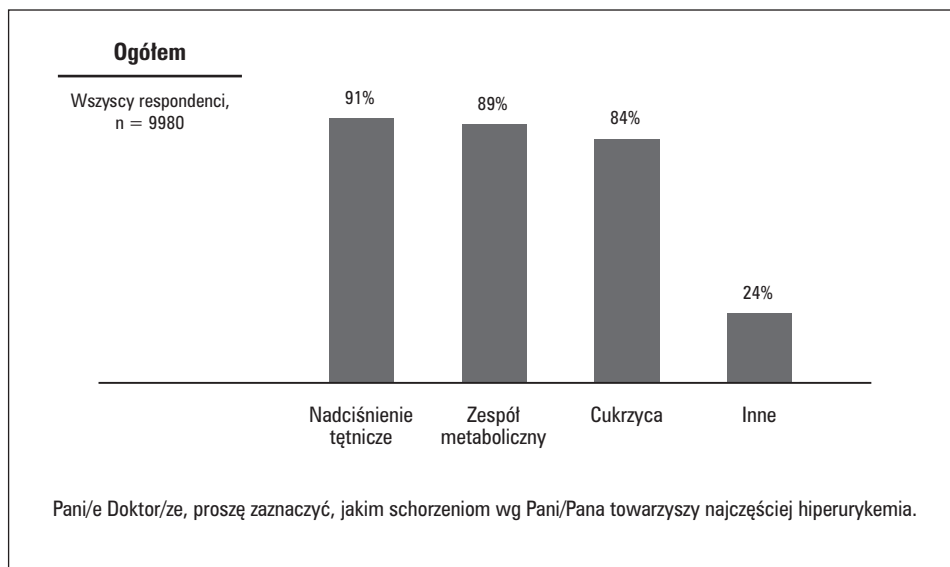 Ogółem
Wszyscy respondenci,
n = 9980
91%
89%
84%
24%
Nadciśnienie
tętnicze
Zespół
metaboliczny
Cukrzyca
Inne
Pani/e Doktor/ze, proszę zaznaczyć, jakim schorzeniom wg Pani/Pana towarzyszy najczęściej hiperurykemia.